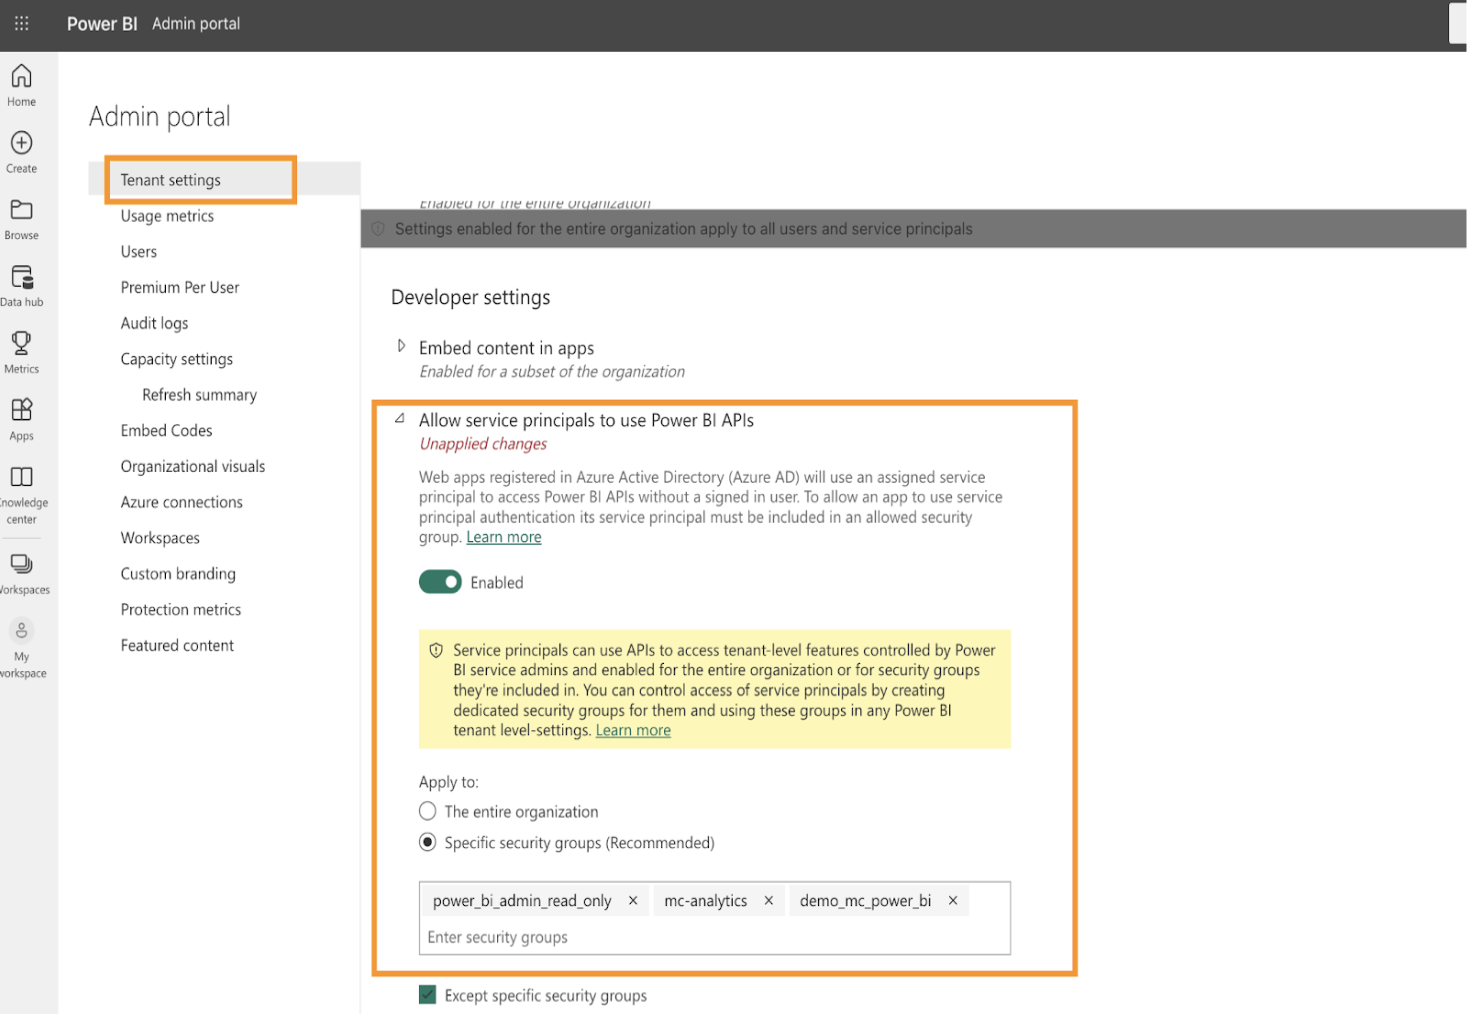 Power BI Admin portal
Home
Create
Browse
Data hub
Metrics
Apps
nowledge
center
Vorkspaces
My
workspace
Admin portal
Tenant settings
Usage metrics
Users
Premium Per User
Audit logs
Capacity settings
Refresh summary
Embed Codes
Organizational visuals
Azure connections
Workspaces
Custom branding
Protection metrics
Featured content
Enabled for the entire organization
Settings enabled for the entire organization apply to all users and service principals
Developer settings
Embed content in apps
Enabled for a subset of the organization
Allow service principals to use Power BI APIs
Unapplied changes
Web apps registered in Azure Active Directory (Azure AD) will use an assigned service
principal to access Power BI APIs without a signed in user. To allow an app to use service
principal authentication its service principal must be included in an allowed security
group. Learn more
Enabled
Service principals can use APIs to access tenant-level features controlled by Power
BI service admins and enabled for the entire organization or for security groups
they're included in. You can control access of service principals by creating
dedicated security groups for them and using these groups in any Power BI
tenant level-settings. Learn more
Apply to:
The entire organization
Specific security groups (Recommended)
power_bi_admin_read_only × mc-analytics × demo_mc_power_bi ×
Enter security groups
Except specific security groups